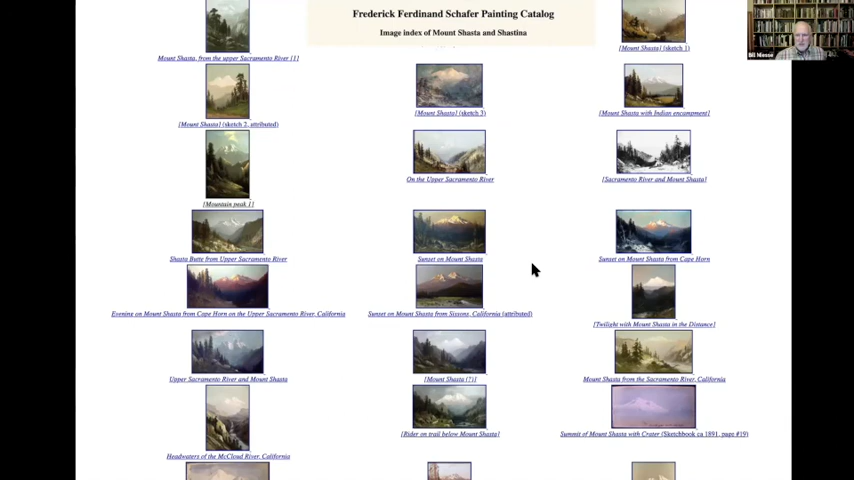 Frederick Ferdinand Schafer Painting Catalog
Image index of Mount Shasta and Shastina
Bill Miesse
Mount Shasta, from the upper Sacramento River [1]
[Mount Shasta] (sketch 1)
[Mount Shasta] (sketch 2, attributed)
[Mount Shasta] (sketch 3)
[Mount Shasta with Indian encampment]
[Mountain peak 1]
On the Upper Sacramento River
[Sacramento River and Mount Shasta]
Shasta Butte from Upper Sacramento River
Sunset on Mount Shasta
Sunset on Mount Shasta from Cape Horn
Evening on Mount Shasta from Cape Horn on the Upper Sacramento River, California
Sunset on Mount Shasta from Sissons, California (attributed)
[Twilight with Mount Shasta in the Distance]
Upper Sacramento River and Mount Shasta
[Mount Shasta (?)]
Mount Shasta from the Sacramento River, California
Headwaters of the McCloud River, California
[Rider on trail below Mount Shasta]
Summit of Mount Shasta with Crater (Sketchbook ca 1891, page #19)